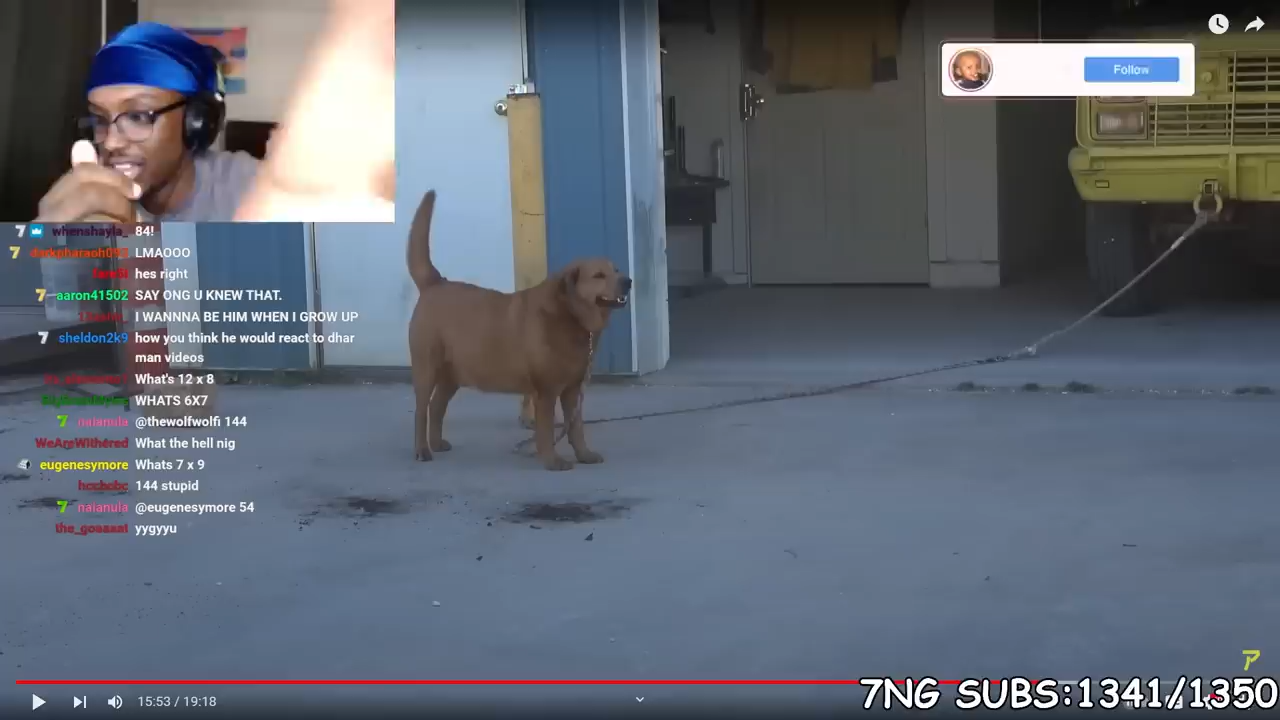 Follow
whenshayla_ 84!
LMAOOO
hes right
aaron41502 SAY ONG U KNEW THAT.
I WANNNA BE HIM WHEN I GROW UP
sheldon2k9 how you think he would react to dhar
man videos
What's 12 x 8
WHATS 6X7
naianula @thewolfwolfi 144
WeAreWithered What the hell nig
eugenesymore Whats 7 x 9
144 stupid
naianula @eugenesymore 54
the_goaaaat yygyyu
15:53 / 19:18
7NG SUBS:1341/1350